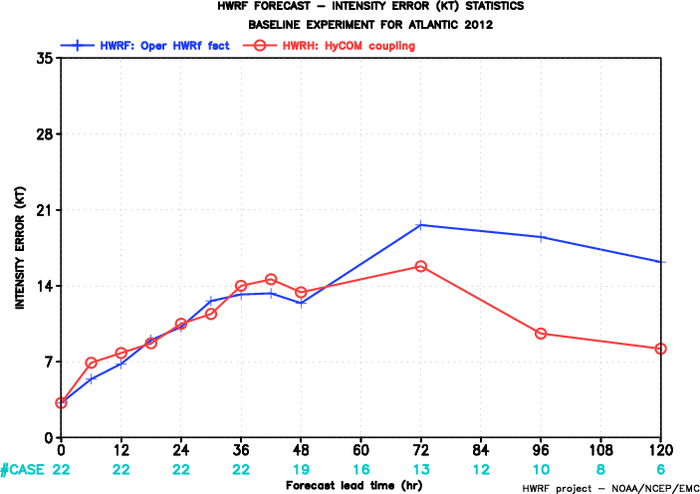 HWRF FORECAST – INTENSITY ERROR (KT) STATISTICS
BASELINE EXPERIMENT FOR ATLANTIC 2012
HWRF: Oper HWRf fact HWRH: HyCOM coupling
35
28
21
14
7
0
INTENSITY ERROR (KT)
0 12 24 36 48 60 72 84 96 108 120
#CASE 22 22 22 22 19 16 13 12 10 8 6
Forecast lead time (hr)
HWRF project – NOAA/NCEP/EMC